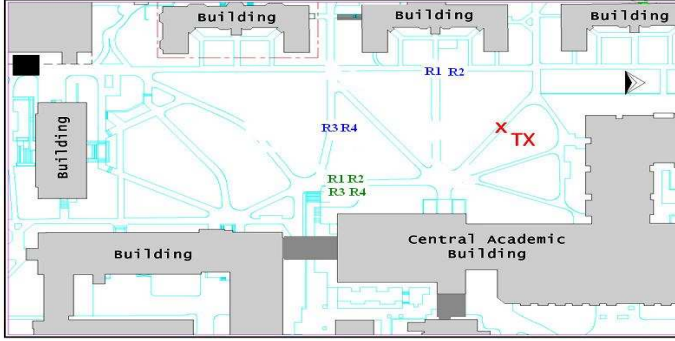 Building
Building
Building
R1 R2
R3 R4
X
TX
Building
R1 R2
R3 R4
Building
Central Academic
Building